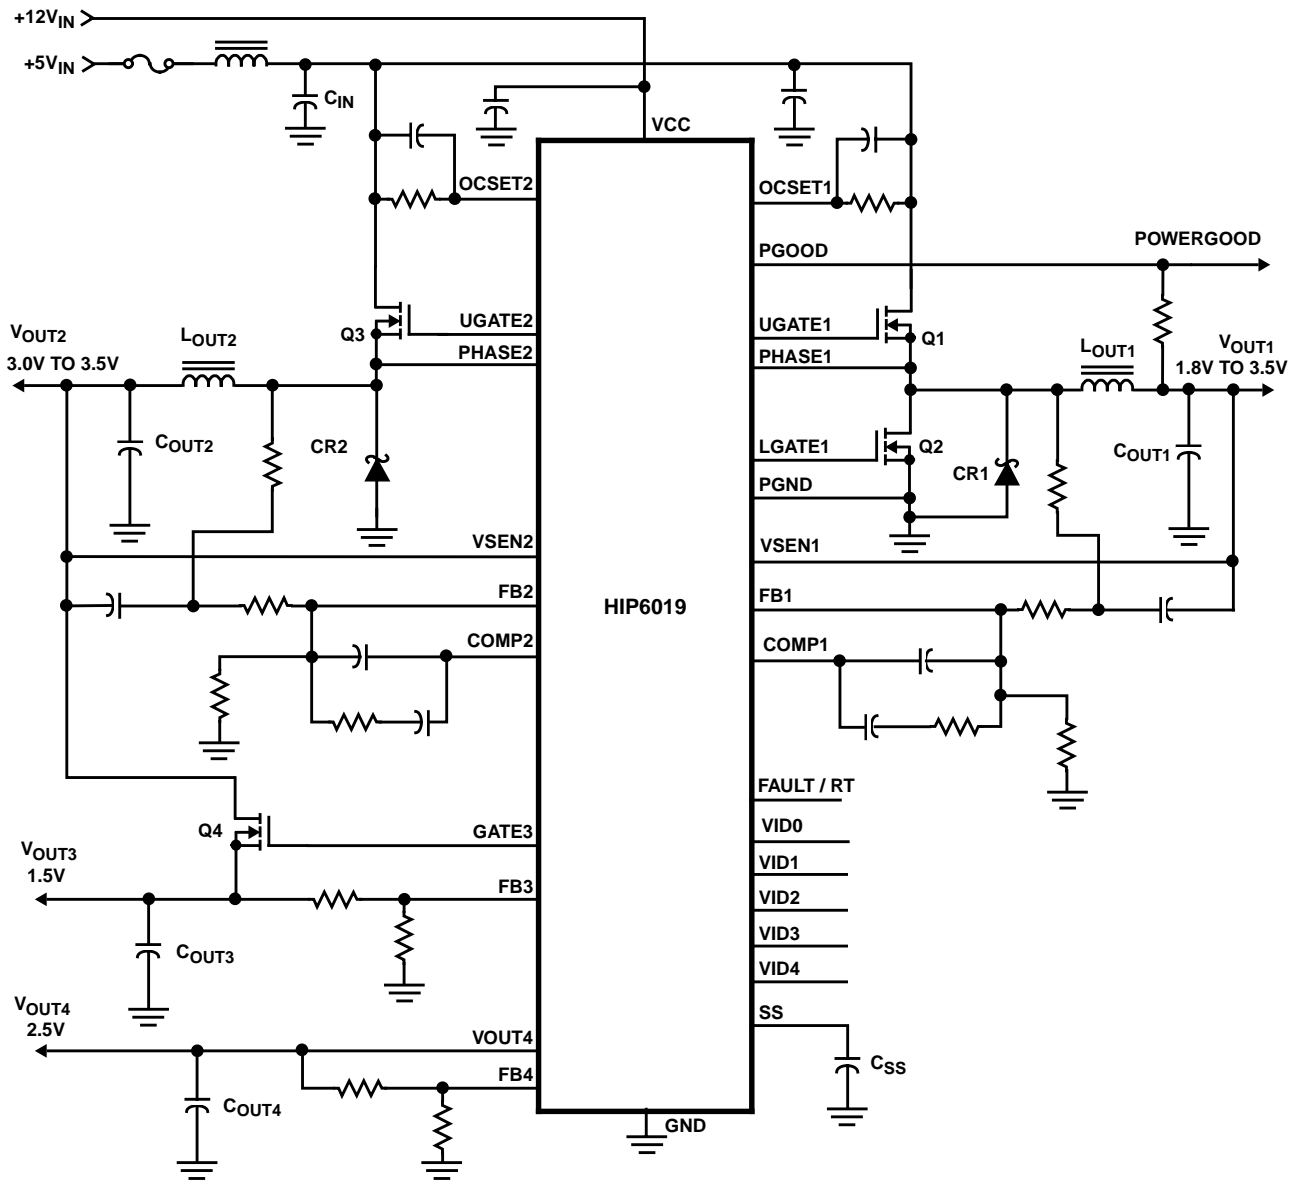 +12VIN
+5VIN
CIN
VCC
OCSET2
OCSET1
PGOOD
POWERGOOD
Q3
UGATE2
UGATE1
Q1
VOUT2
3.0V TO 3.5V
LOUT2
PHASE2
PHASE1
LOUT1
VOUT1
1.8V TO 3.5V
COUT2
CR2
LGATE1
Q2
CR1
COUT1
PGND
VSEN2
VSEN1
FB2
HIP6019
FB1
COMP2
COMP1
FAULT / RT
Q4
GATE3
VID0
VOUT3
1.5V
VID1
FB3
VID2
COUT3
VID3
VID4
VOUT4
2.5V
SS
VOUT4
FB4
CSS
COUT4
GND